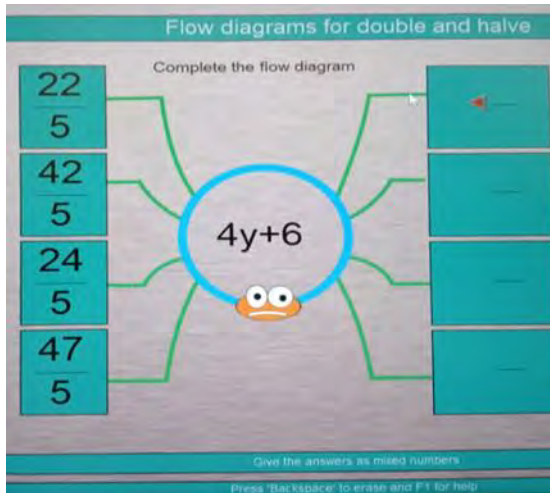 Flow diagrams for double and halve
Complete the flow diagram
22
5
42
5
24
5
47
5
4y+6
Give the answers as mixed numbers
Press 'Backspace' to erase and F1 for help